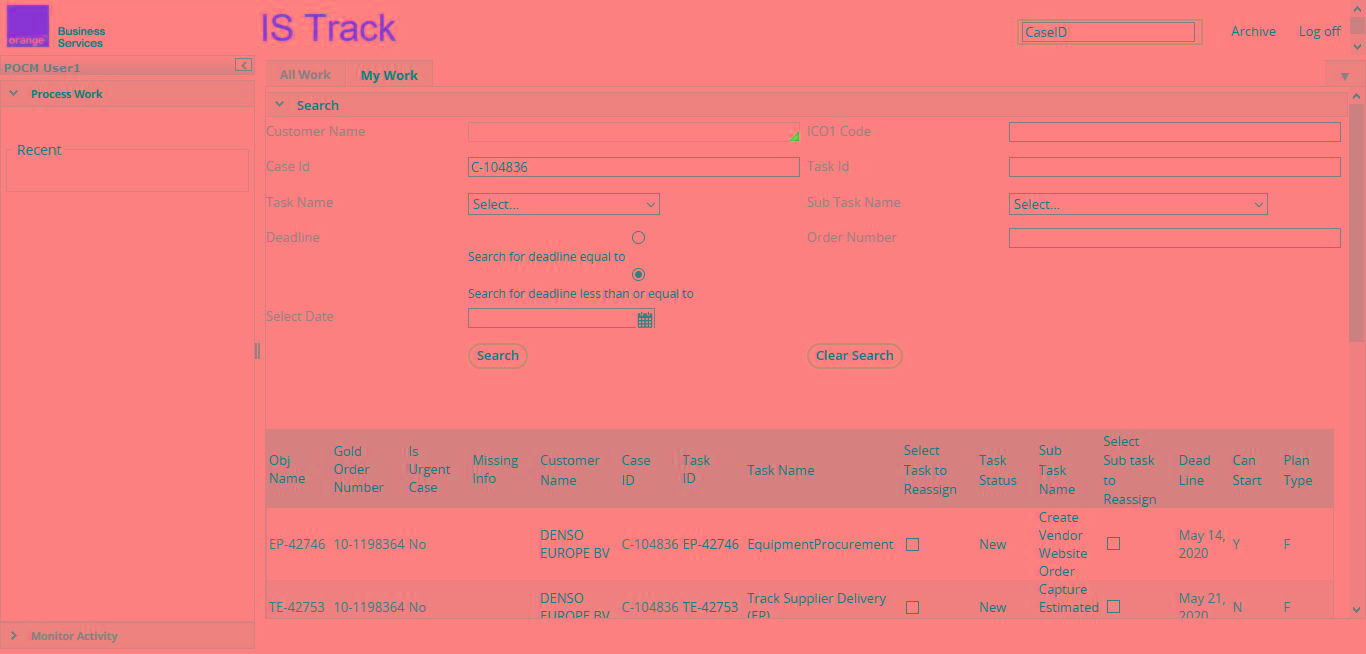 orange™
Business
Services
IS Track
CaseID
Archive
Log off
POCM User1
All Work
My Work
Process Work
Search
Recent
Customer Name
ICO1 Code
Case Id
C-104836
Task Id
Task Name
Select...
Sub Task Name
Select...
Deadline
Order Number
Search for deadline equal to
Search for deadline less than or equal to
Select Date
Search
Clear Search
Obj Name
Gold Order Number
Is Urgent Case
Missing Info
Customer Name
Case ID
Task ID
Task Name
Select Task to Reassign
Task Status
Sub Task Name
Select Sub task to Reassign
Dead Line
Can Start
Plan Type
EP-42746 10-1198364 No DENSO EUROPE BV C-104836 EP-42746 EquipmentProcurement New Create Vendor Website Order May 14, 2020 Y F
TE-42753 10-1198364 No DENSO EUROPE BV C-104836 TE-42753 Track Supplier Delivery (EP) New Capture Estimated May 21, 2020 N F
Monitor Activity